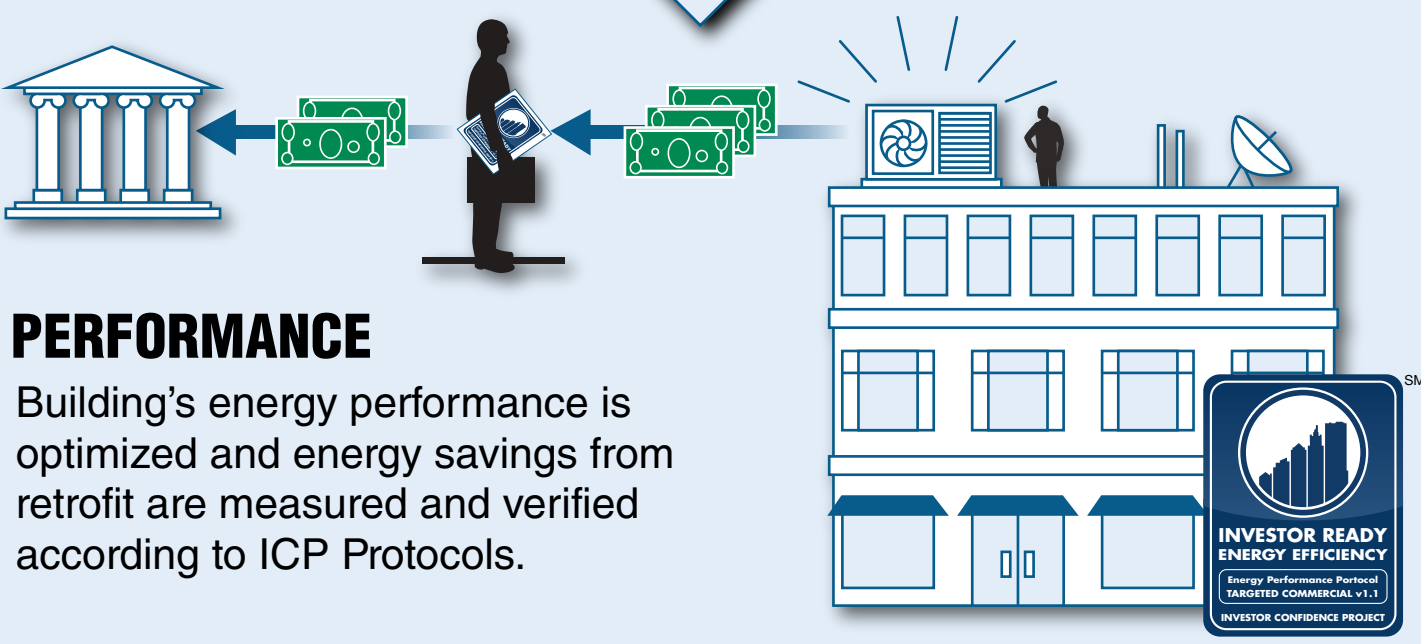 PERFORMANCE
Building's energy performance is
optimized and energy savings from
retrofit are measured and verified
according to ICP Protocols.
SM
INVESTOR READY
ENERGY EFFICIENCY
Energy Performance Portocol
TARGETED COMMERCIAL v1.1
INVESTOR CONFIDENCE PROJECT